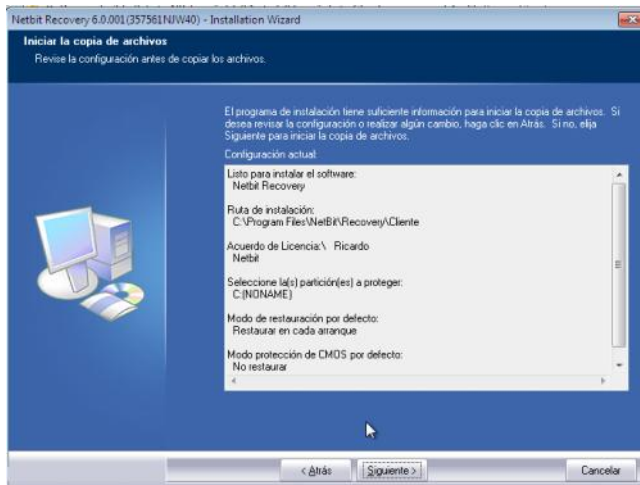 Netbit Recovery 6.0.001(357561NJW40) - Installation Wizard
Iniciar la copia de archivos
Revise la configuración antes de copiar los archivos.
El programa de instalación tiene suficiente información para iniciar la copia de archivos. Si
desea revisar la configuración o realizar algún cambio, haga clic en Atrás. Si no, elija
Siguiente para iniciar la copia de archivos.
Configuración actual:
Listo para instalar el software:
Netbit Recovery
Ruta de instalación:
C:\Program Files\NetBit\Recovery\Cliente
Acuerdo de Licencia:\ Ricardo
Netbit
Seleccione la(s) partición(es) a proteger:
C:(NONAME)
Modo de restauración por defecto:
Restaurar en cada arranque
Modo protección de CMOS por defecto:
No restaurar
< Atrás Siguiente > Cancelar